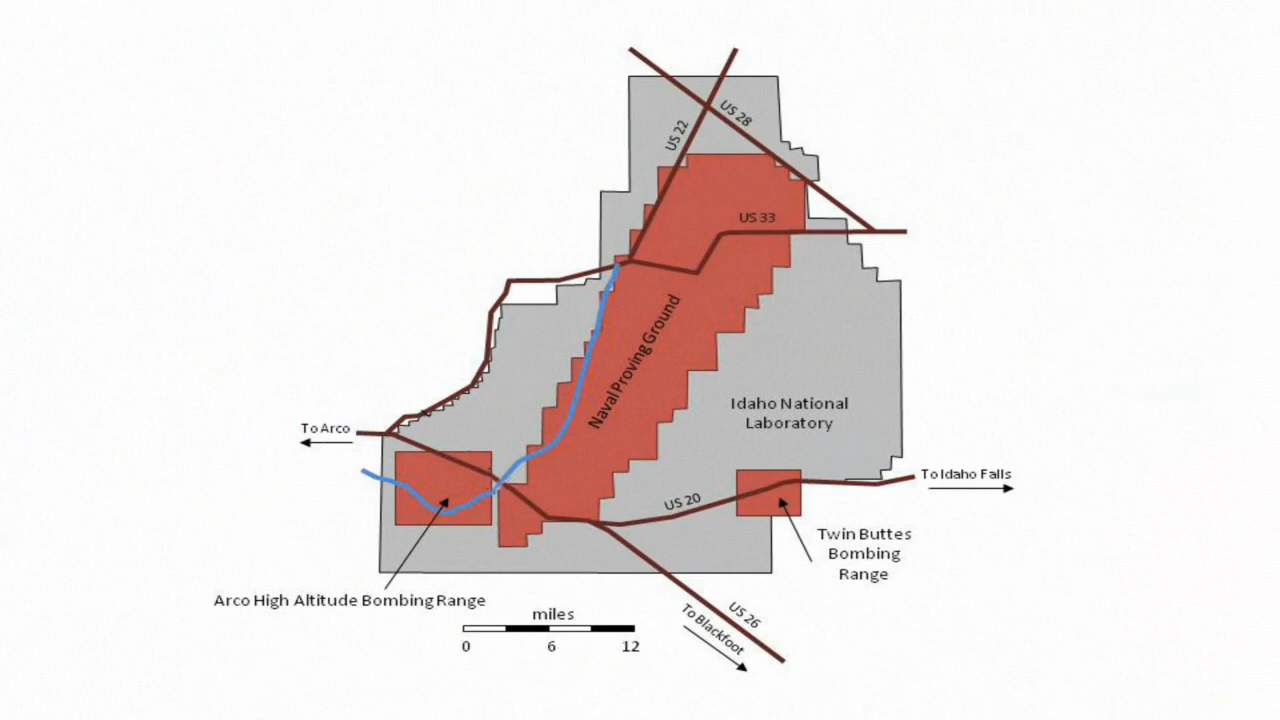 US 28
US 22
US 33
Naval Proving Ground
Idaho National
Laboratory
To Arco
To Idaho Falls
US 20
Twin Buttes
Bombing
Range
Arco High Altitude Bombing Range
miles
0 6 12
US 26
To Blackfoot